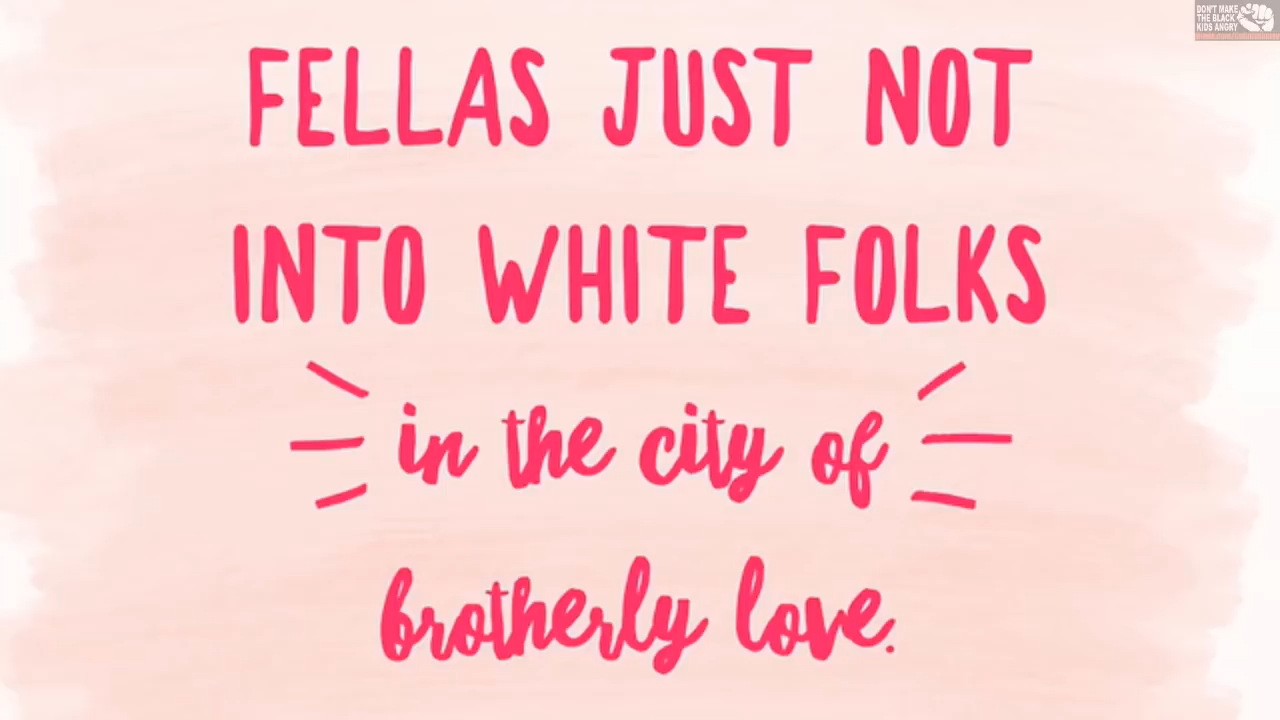 FELLAS JUST NOT
INTO WHITE FOLKS
in the city of
brotherly love.
DON'T MAKE
THE BLACK
KIDS ANGRY